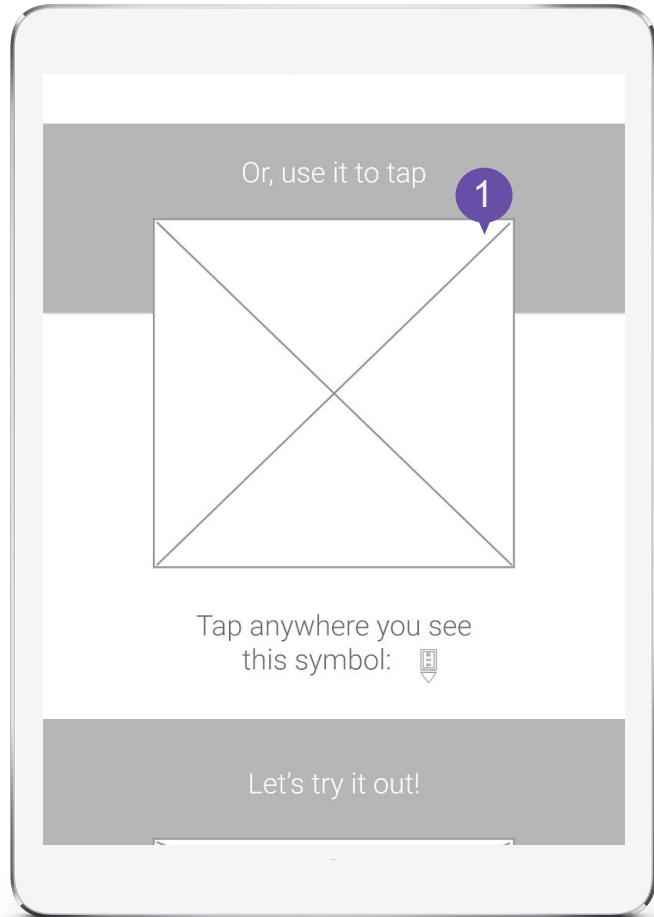 Or, use it to tap
1
Tap anywhere you see
this symbol:
Let’s try it out!